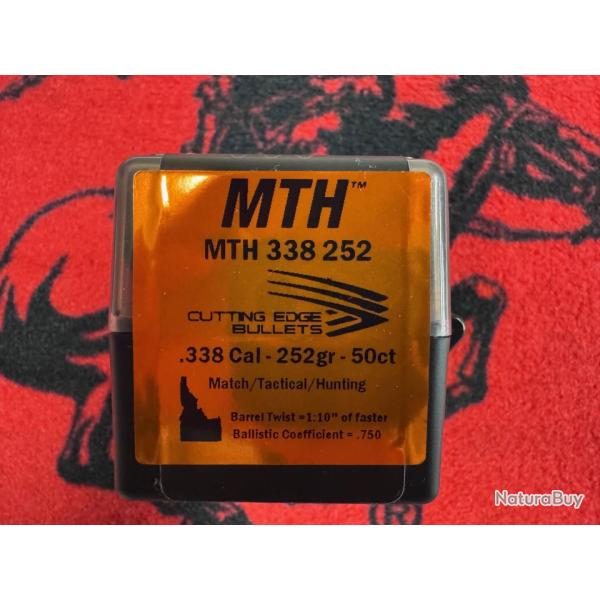 MTH™
MTH 338 252
CUTTING EDGE
BULLETS
.338 Cal - 252gr - 50ct
Match/Tactical/Hunting
Barrel Twist =1:10" of faster
Ballistic Coefficient = .750
NaturaBuy